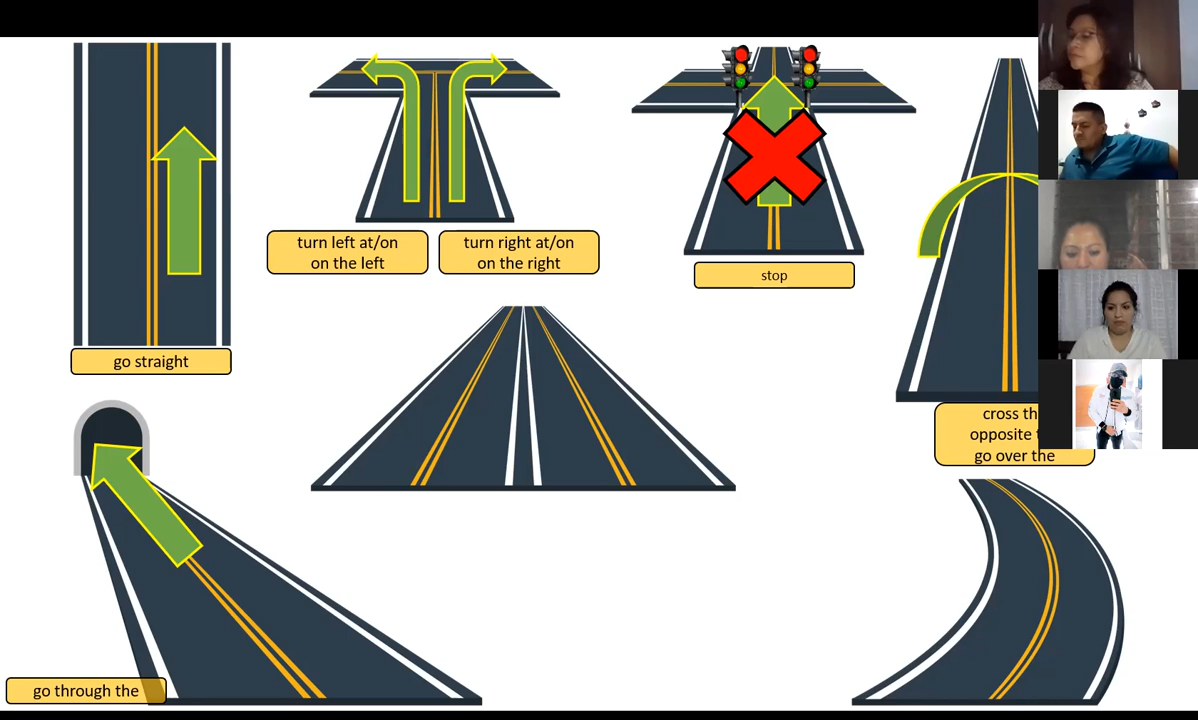 turn left at/on
on the left
turn right at/on
on the right
stop
go straight
cross th
opposite
go over the
go through the